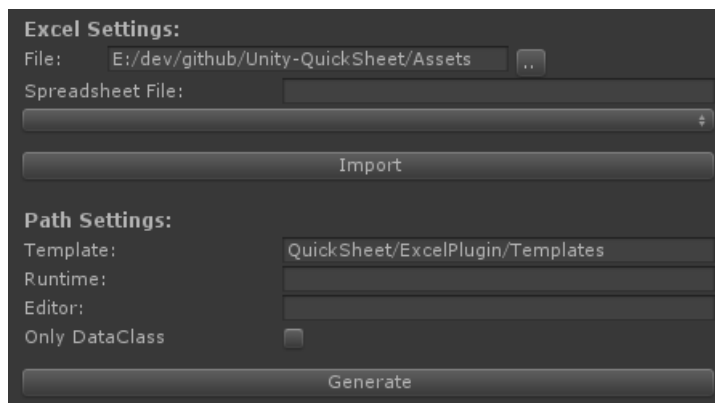 Excel Settings:
File: E:/dev/github/Unity-QuickSheet/Assets ..
Spreadsheet File:
Import
Path Settings:
Template: QuickSheet/ExcelPlugin/Templates
Runtime:
Editor:
Only DataClass
Generate